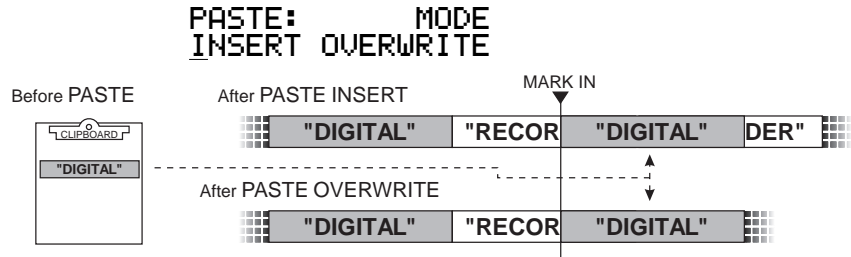 PASTE: MODE
INSERT OVERWRITE
MARK IN
Before PASTE
After PASTE INSERT
CLIPBOARD
"DIGITAL" "RECOR "DIGITAL" DER"
"DIGITAL"
After PASTE OVERWRITE
"DIGITAL" "RECOR "DIGITAL"